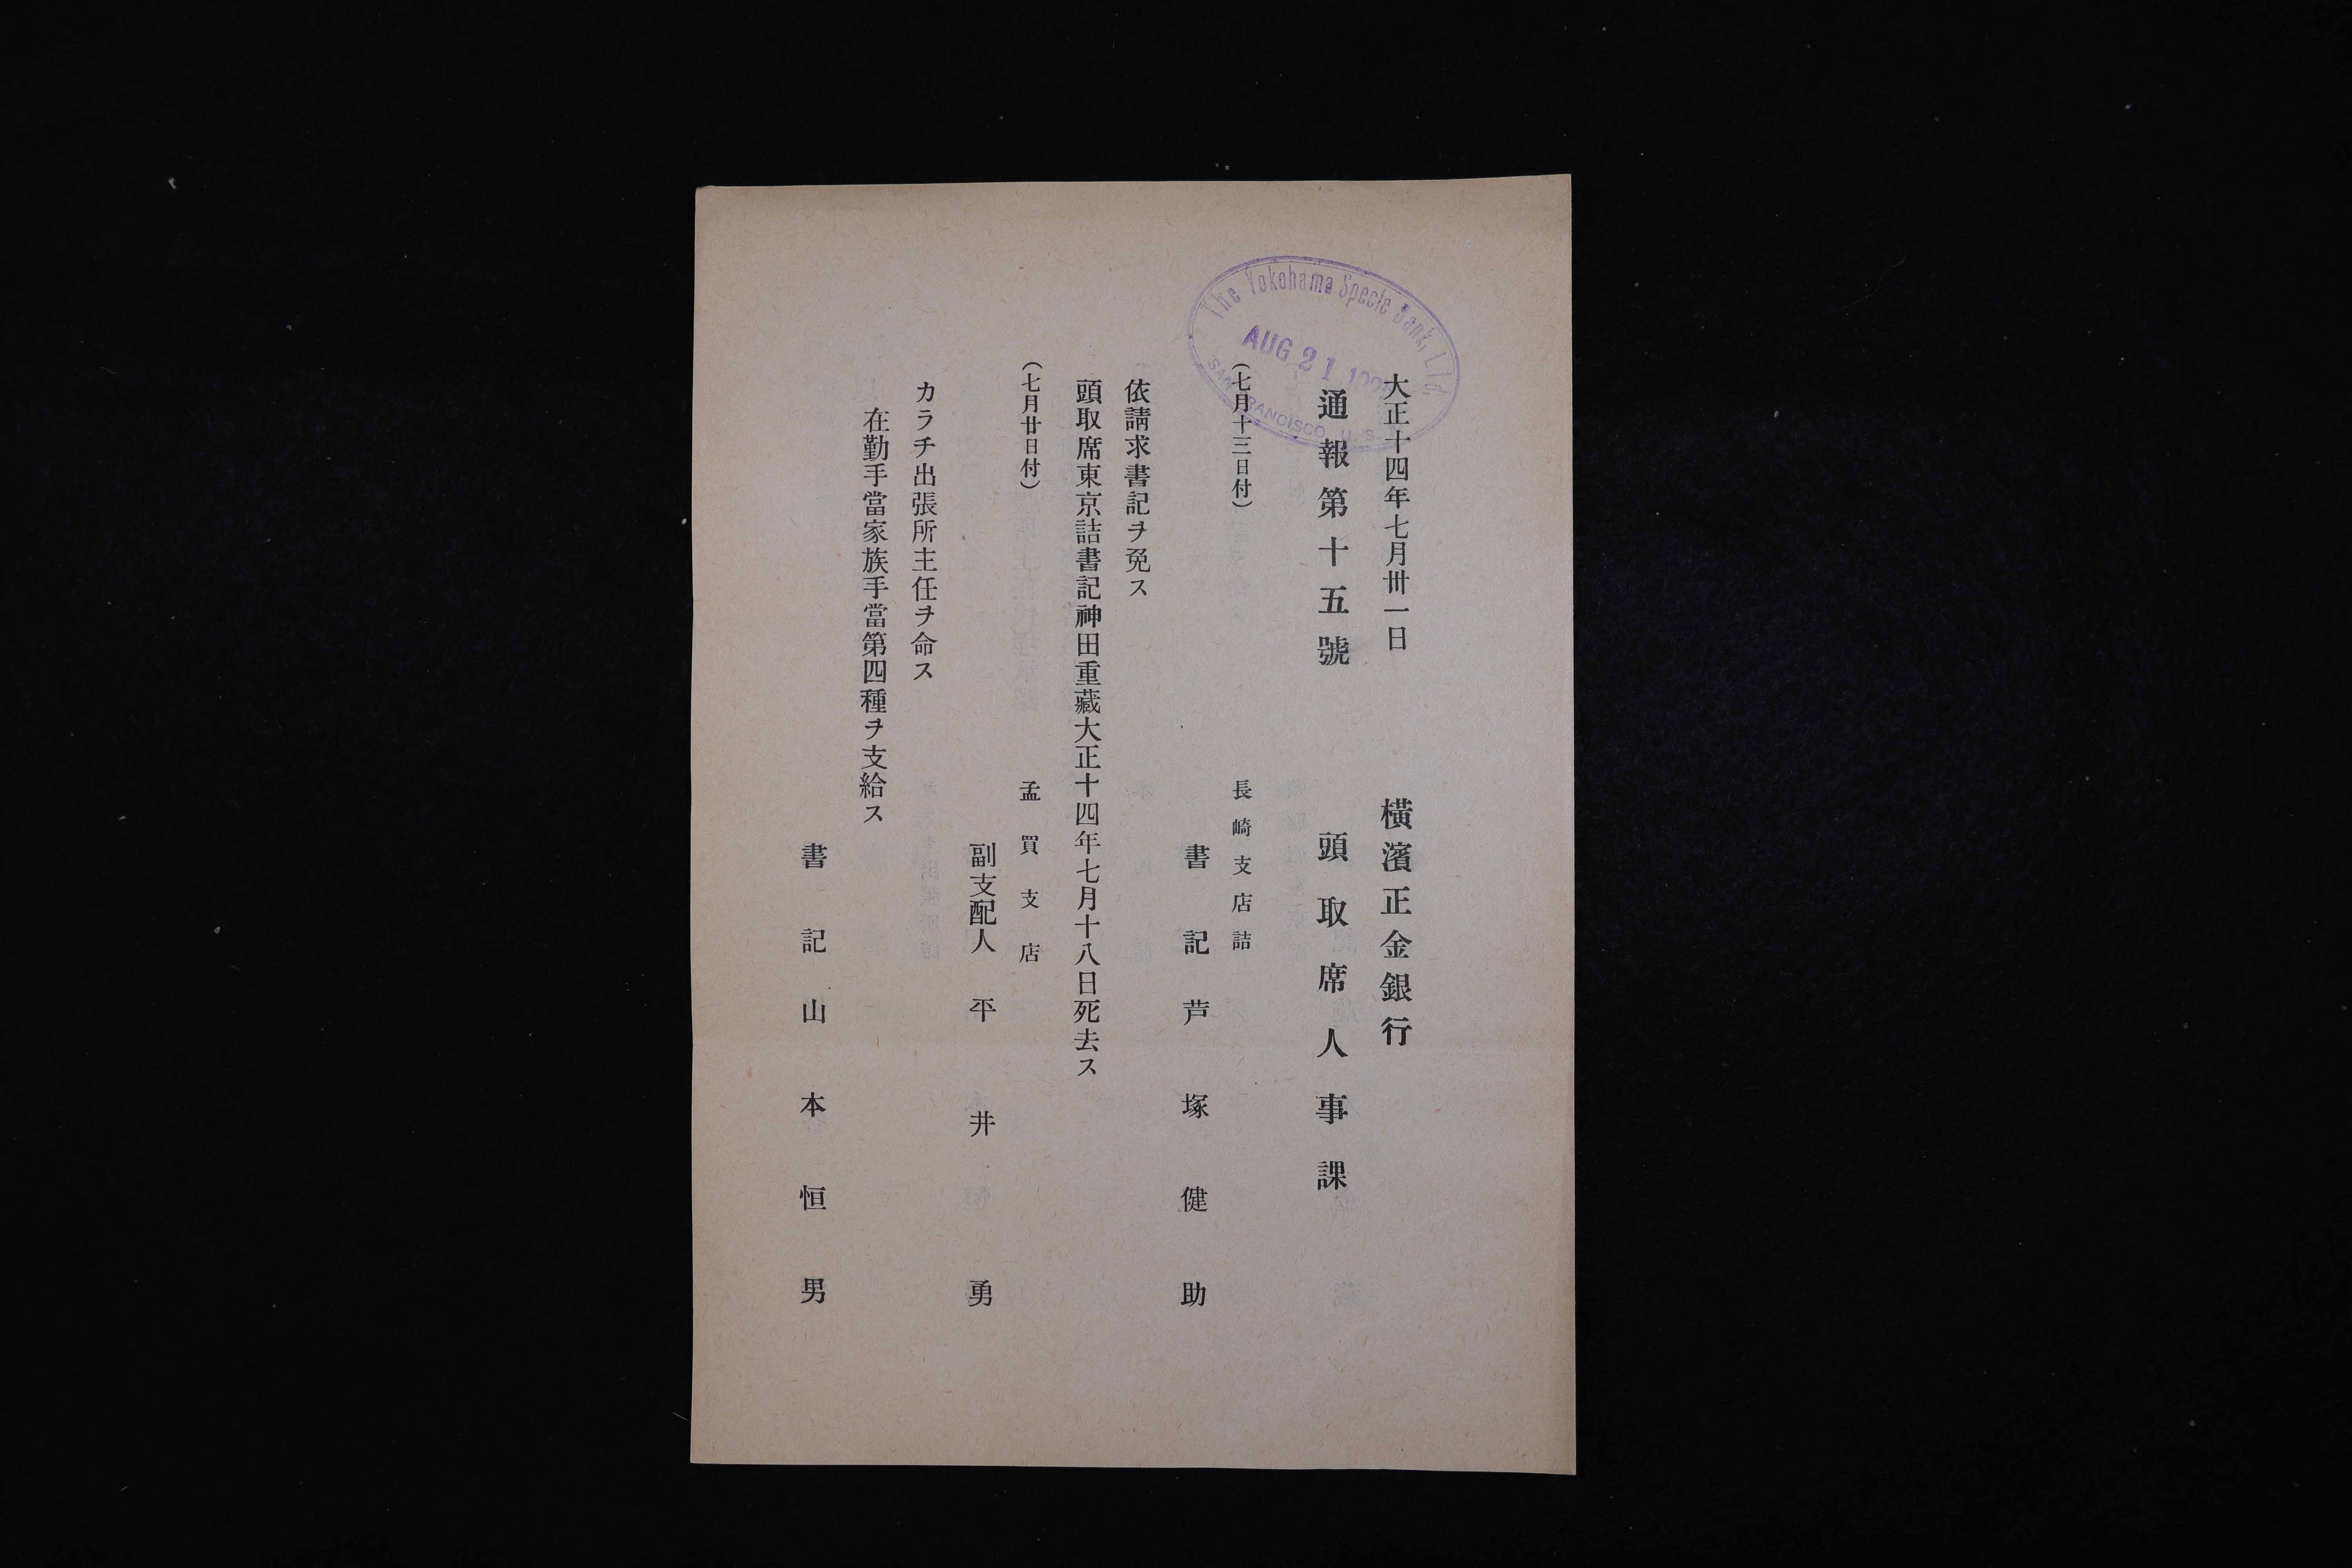 大正十四年七月卅一日　橫濱正金銀行
通報第十五號　頭取席人事課
(七月十三日付)　長崎支店詰
書記　芦塚健助
依請求書記ヲ免ス
頭取席東京詰書記神田重藏大正十四年七月十八日死去ス
(七月廿日付)　孟買支店
副支配人　平井勇
カラチ出張所主任ヲ命ス
在勤手當家族手當第四種ヲ支給ス
書記　山本恒男
The Yokohama Specie Bank, Ltd.
AUG 21
SAN FRANCISCO, U.S.